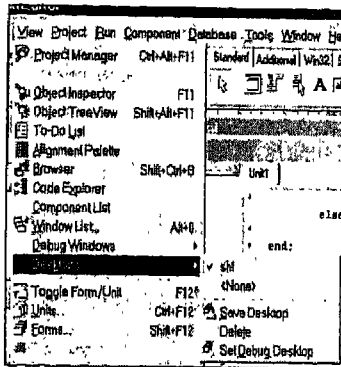 View Project Run Component Database Tools Window He
Project Manager Ctrl+Alt+F11
Standard Additional Win32
Object Inspector F11
Object TreeView Shift+Alt+F11
To-Do List
Alignment Palette
Browser Shift+Ctrl+B
Unit1
Code Explorer
Component List
else
Window List... Alt+0
Debug Windows
end;
<None>
Toggle Form/Unit F12
Units... Ctrl+F12
Save Desktop
Forms... Shift+F12
Delete
Set Debug Desktop